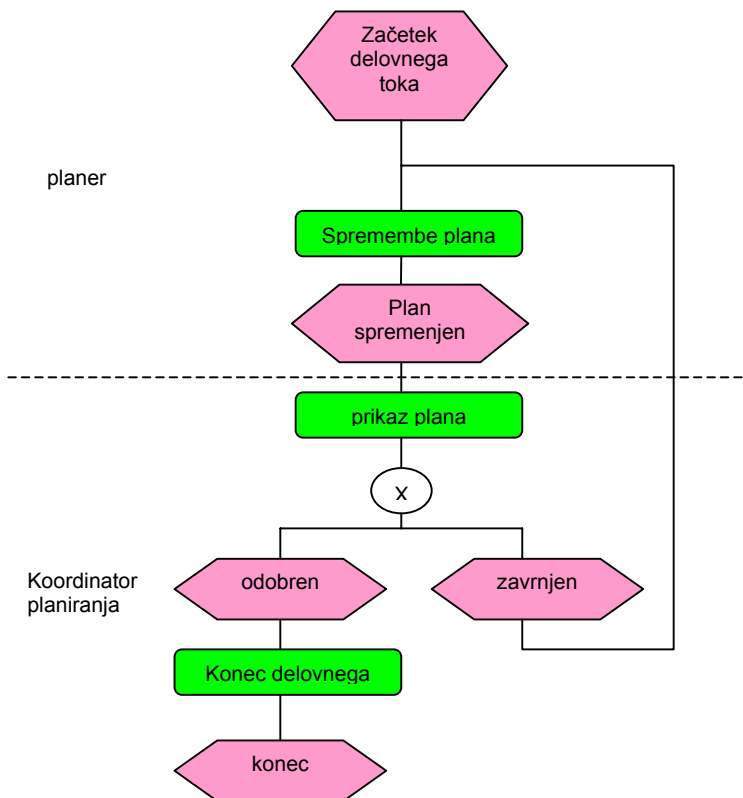 Začetek
delovnega
toka
planer
Spremembe plana
Plan
spremenjen
prikaz plana
x
odobren
zavrnjen
Koordinator
planiranja
Konec delovnega
konec